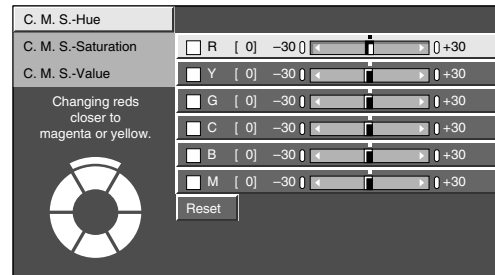 C. M. S.-Hue
C. M. S.-Saturation
C. M. S.-Value
Changing reds
closer to
magenta or yellow.
R [ 0] –30 +30
Y [ 0] –30 +30
G [ 0] –30 +30
C [ 0] –30 +30
B [ 0] –30 +30
M [ 0] –30 +30
Reset